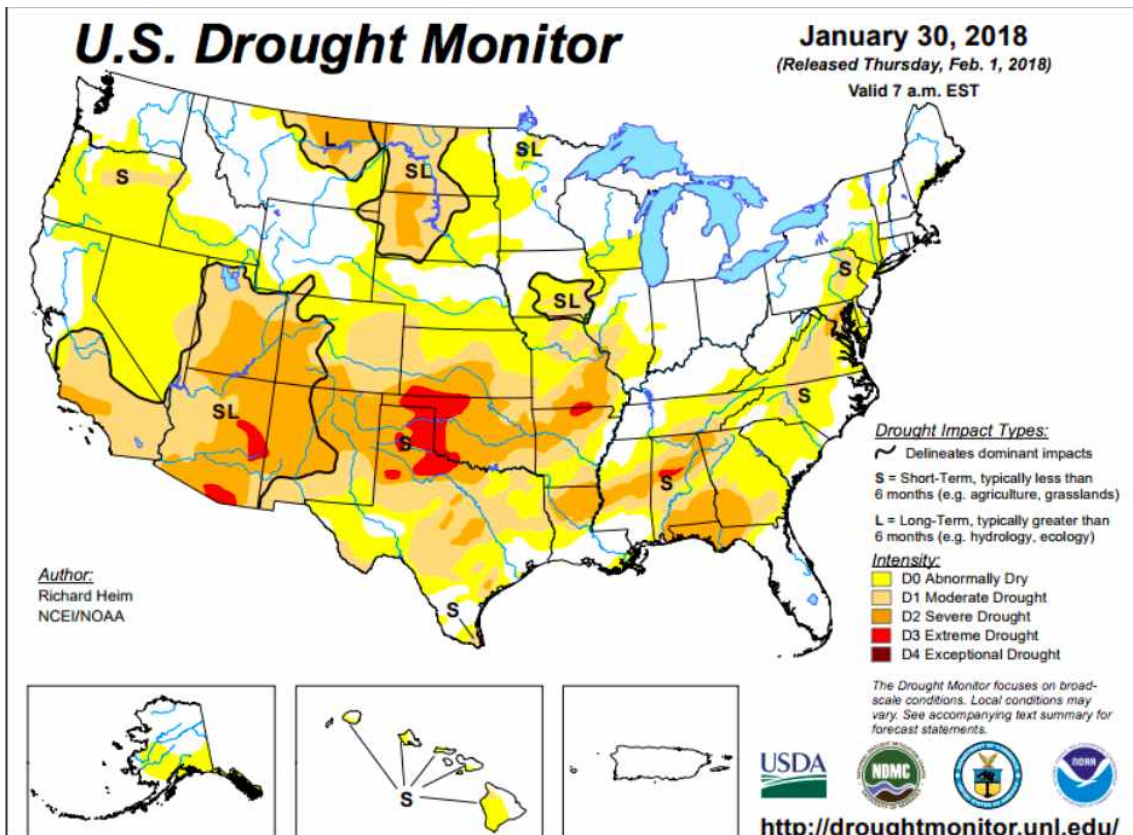 U.S. Drought Monitor
January 30, 2018
(Released Thursday, Feb. 1, 2018)
Valid 7 a.m. EST
L
SL
SL
S
S
SL
S
SL
S
S
S
Drought Impact Types:
Delineates dominant impacts
S = Short-Term, typically less than
6 months (e.g. agriculture, grasslands)
L = Long-Term, typically greater than
6 months (e.g. hydrology, ecology)
Intensity:
D0 Abnormally Dry
D1 Moderate Drought
D2 Severe Drought
D3 Extreme Drought
D4 Exceptional Drought
Author:
Richard Heim
NCEI/NOAA
S
The Drought Monitor focuses on broad-
scale conditions. Local conditions may
vary. See accompanying text summary for
forecast statements.
S
USDA
NDMC
NOAA
http://droughtmonitor.unl.edu/